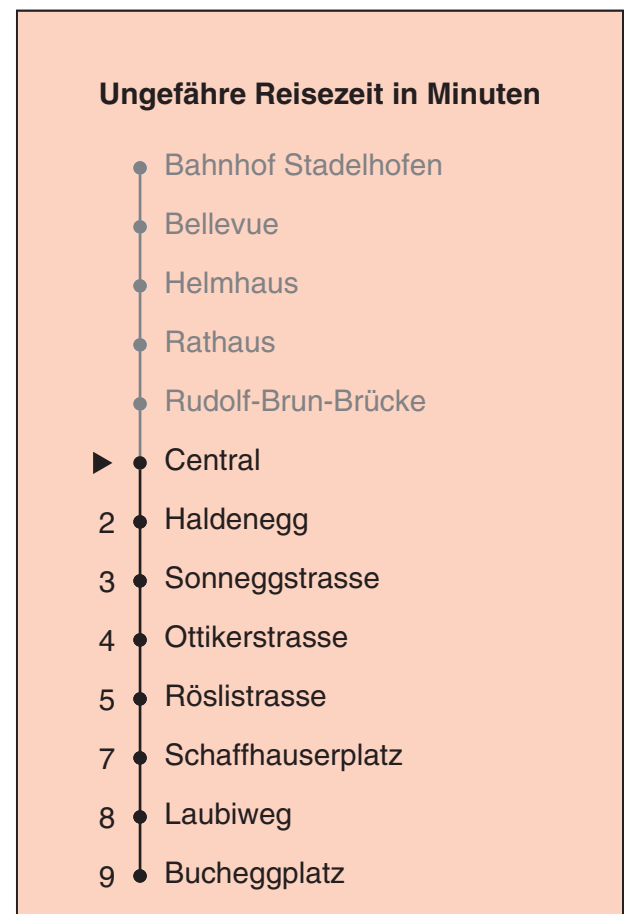 Ungefähre Reisezeit in Minuten
Bahnhof Stadelhofen
Bellevue
Helmhaus
Rathaus
Rudolf-Brun-Brücke
Central
2 Haldenegg
3 Sonneggstrasse
4 Ottikerstrasse
5 Röslistrasse
7 Schaffhauserplatz
8 Laubiweg
9 Bucheggplatz